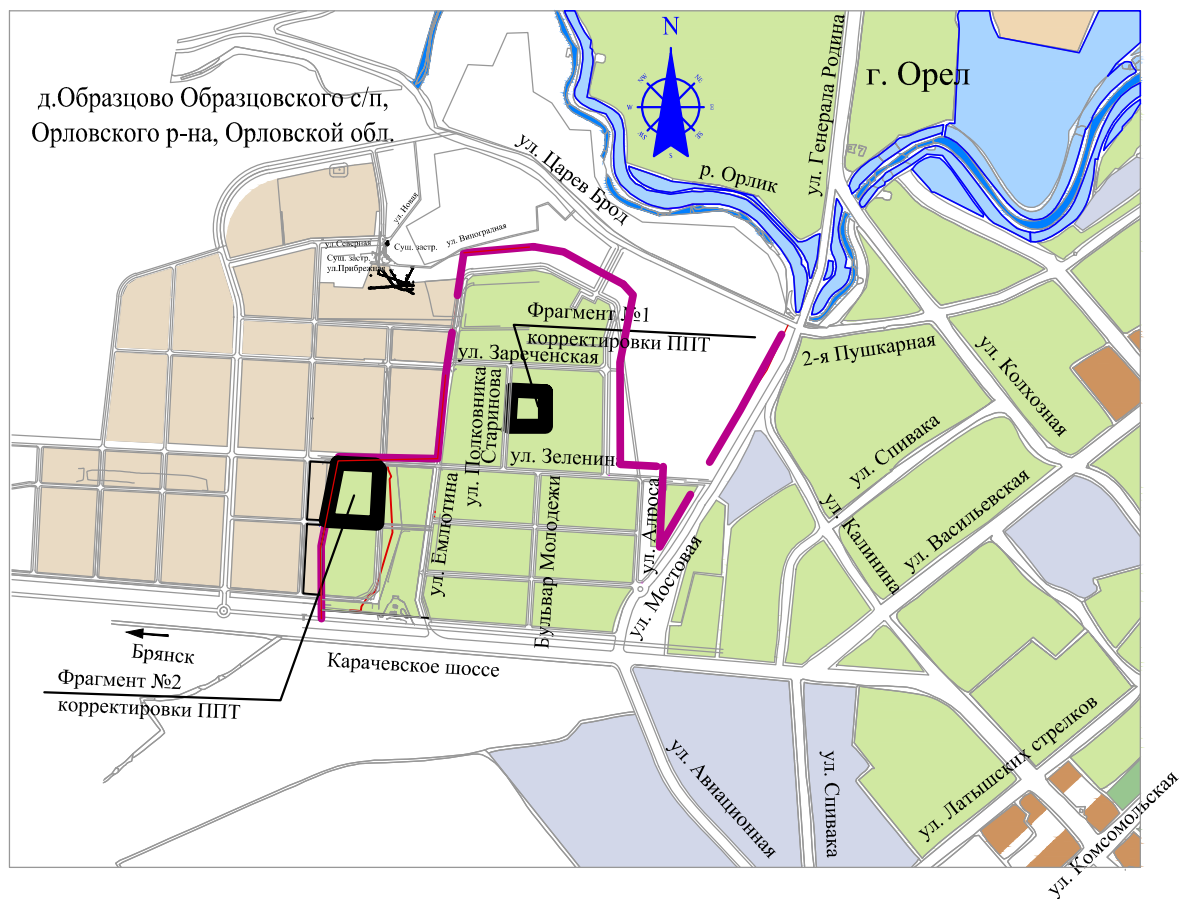 N
NW
NE
W
E
S
г. Орел
д.Образцово Образцовского с/п,
Орловского р-на, Орловской обл.
ул. Генерала Родина
ул. Царев Брод
р. Орлик
ул. Новая
ул. Виноградная
ул.Северная
Сущ. застр.
Сущ. застр.
ул.Прибрежная
Фрагмент №1
корректировки ППТ
ул. Зареченская
2-я Пушкарная
ул. Колхозная
ул. Полковника
Старинова
ул. Зеленин
ул. Спивака
ул. Емлютина
Бульвар Молодежи
ул. Алроса
ул. Мостовая
ул. Калинина
ул. Васильевская
Брянск
Карачевское шоссе
Фрагмент №2
корректировки ППТ
ул. Авиационная
ул. Спивака
ул. Латышских стрелков
ул. Комсомольская